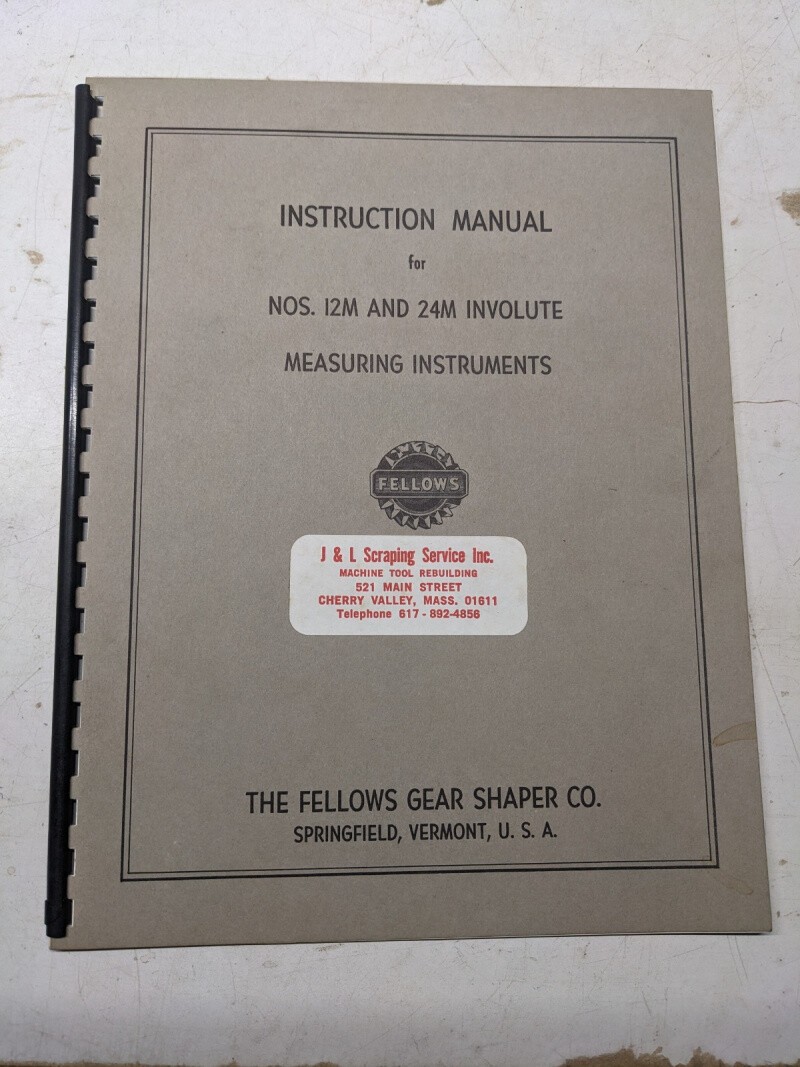 INSTRUCTION MANUAL
for
NOS. 12M AND 24M INVOLUTE
MEASURING INSTRUMENTS
FELLOWS
J & L Scraping Service Inc.
MACHINE TOOL REBUILDING
521 MAIN STREET
CHERRY VALLEY, MASS. 01611
Telephone 617-892-4856
THE FELLOWS GEAR SHAPER CO.
SPRINGFIELD, VERMONT, U. S. A.